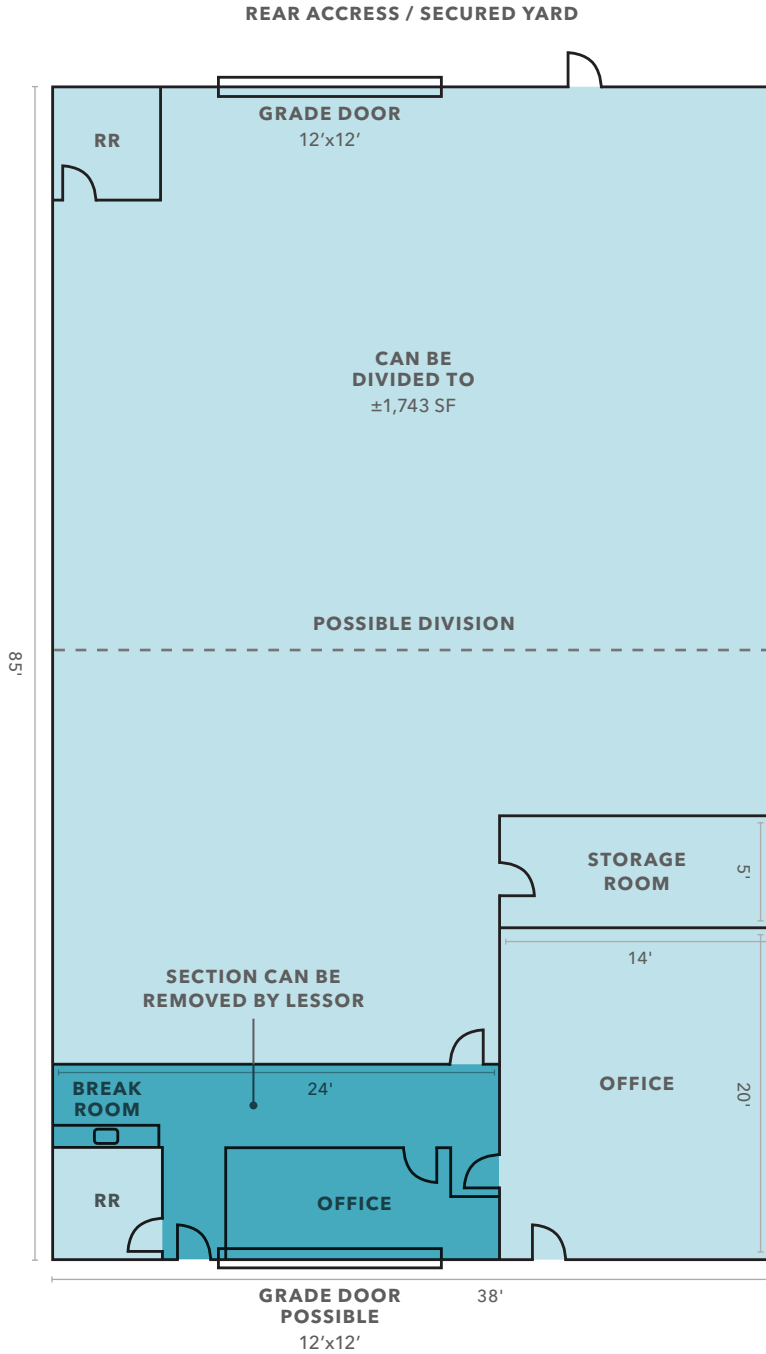 REAR ACCRESS / SECURED YARD
GRADE DOOR
12’x12’
RR
CAN BE
DIVIDED TO
±1,743 SF
POSSIBLE DIVISION
85'
STORAGE
ROOM
5'
14'
SECTION CAN BE
REMOVED BY LESSOR
24'
BREAK
ROOM
OFFICE
20'
RR
OFFICE
GRADE DOOR
POSSIBLE
12’x12’
38'